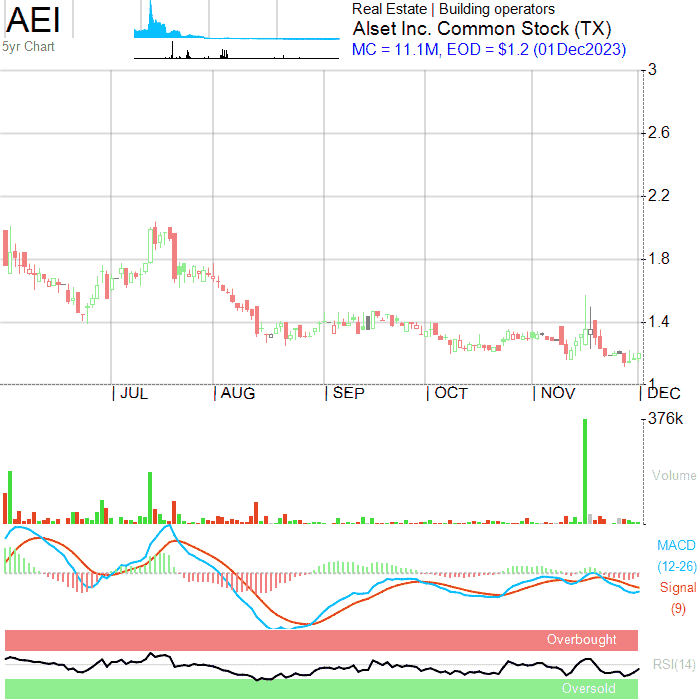 AEI
5yr Chart
Real Estate | Building operators
Alset Inc. Common Stock (TX)
MC = 11.1M, EOD = $1.2 (01Dec2023)
3
2.6
2.2
1.8
1.4
1
JUL AUG SEP OCT NOV DEC
376k
Volume
MACD
(12-26)
Signal
(9)
Overbought
RSI(14)
Oversold